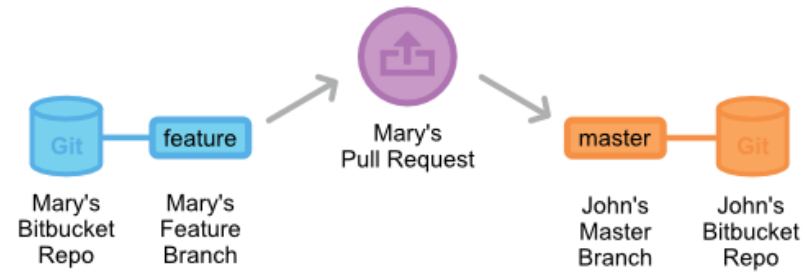 Git
feature
Mary's
Pull Request
master
Git
Mary's
Bitbucket
Repo
Mary's
Feature
Branch
John's
Master
Branch
John's
Bitbucket
Repo